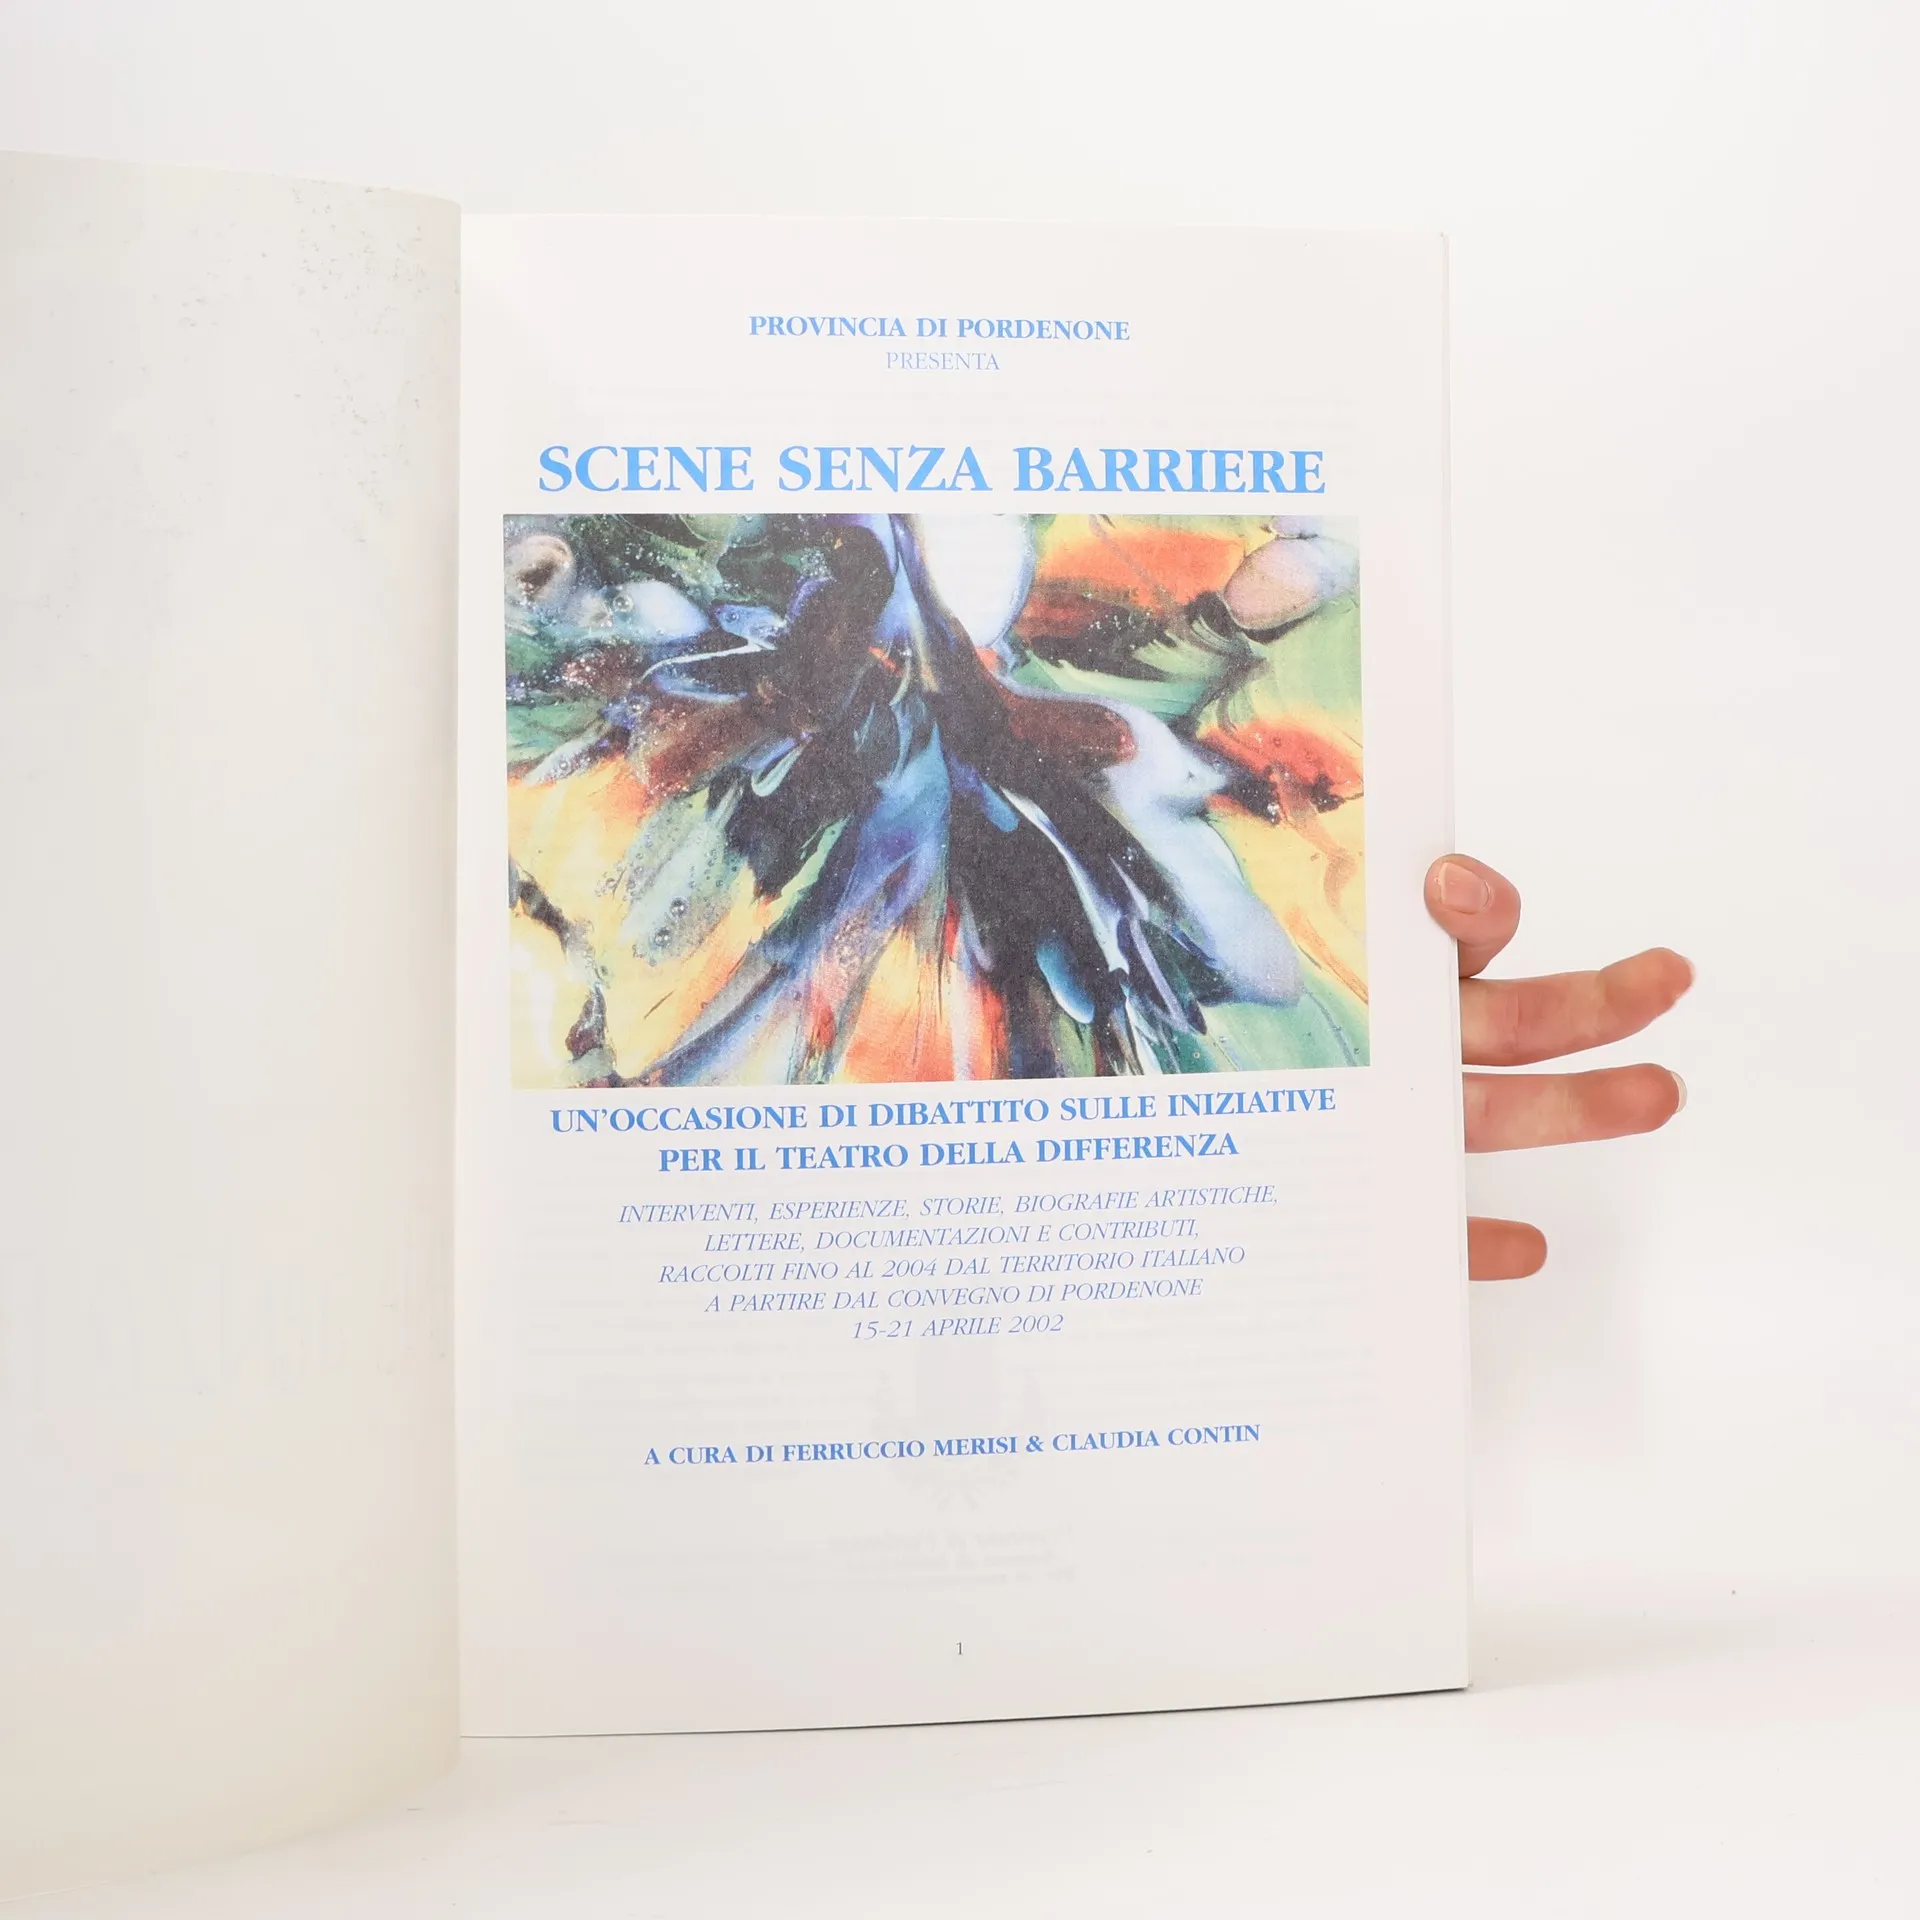 PROVINCIA DI PORDENONE
PRESENTA
SCENE SENZA BARRIERE
UN'OCCASIONE DI DIBATTITO SULLE INIZIATIVE
PER IL TEATRO DELLA DIFFERENZA
INTERVENTI, ESPERIENZE, STORIE, BIOGRAFIE ARTISTICHE,
LETTERE, DOCUMENTAZIONI E CONTRIBUTI,
RACCOLTI FINO AL 2004 DAL TERRITORIO ITALIANO
A PARTIRE DAL CONVEGNO DI PORDENONE
15-21 APRILE 2002
A CURA DI FERRUCCIO MERISI & CLAUDIA CONTIN
1